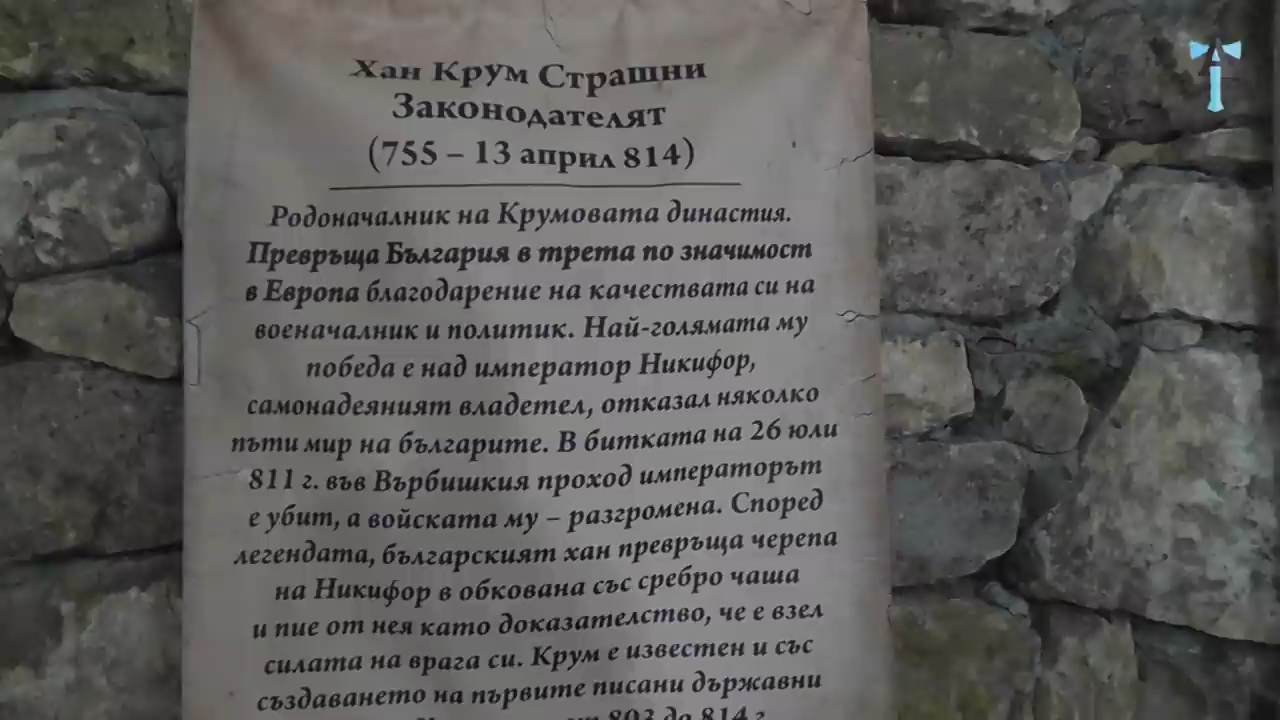 Хан Крум Страшни
Законодателят
(755 – 13 април 814)
Родоначалник на Крумовата династия.
Превръща България в трета по значимост
в Европа благодарение на качествата си на
военачалник и политик. Най-голямата му
победа е над император Никифор,
самонадеяният владетел, отказал няколко
пъти мир на българите. В битката на 26 юли
811 г. във Върбишкия проход императорът
е убит, а войската му – разгромена. Според
легендата, българският хан превръща черепа
на Никифор в обкована със сребро чаша
и пие от нея като доказателство, че е взел
силата на врага си. Крум е известен и със
създаването на първите писани държавни
803 до 814 г.